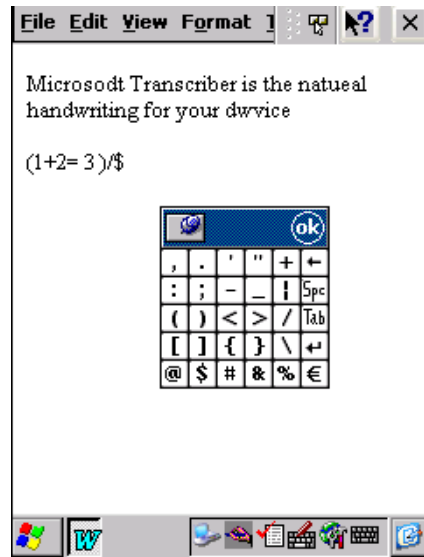 File Edit View Format
Microsodt Transcriber is the natueal
handwriting for your dwvice
(1+2= 3 )/$
ok
, . ' " + ←
: ; - _ ¦ Spc
( ) < > / Tab
[ ] { } \ ↵
@ $ # & % €